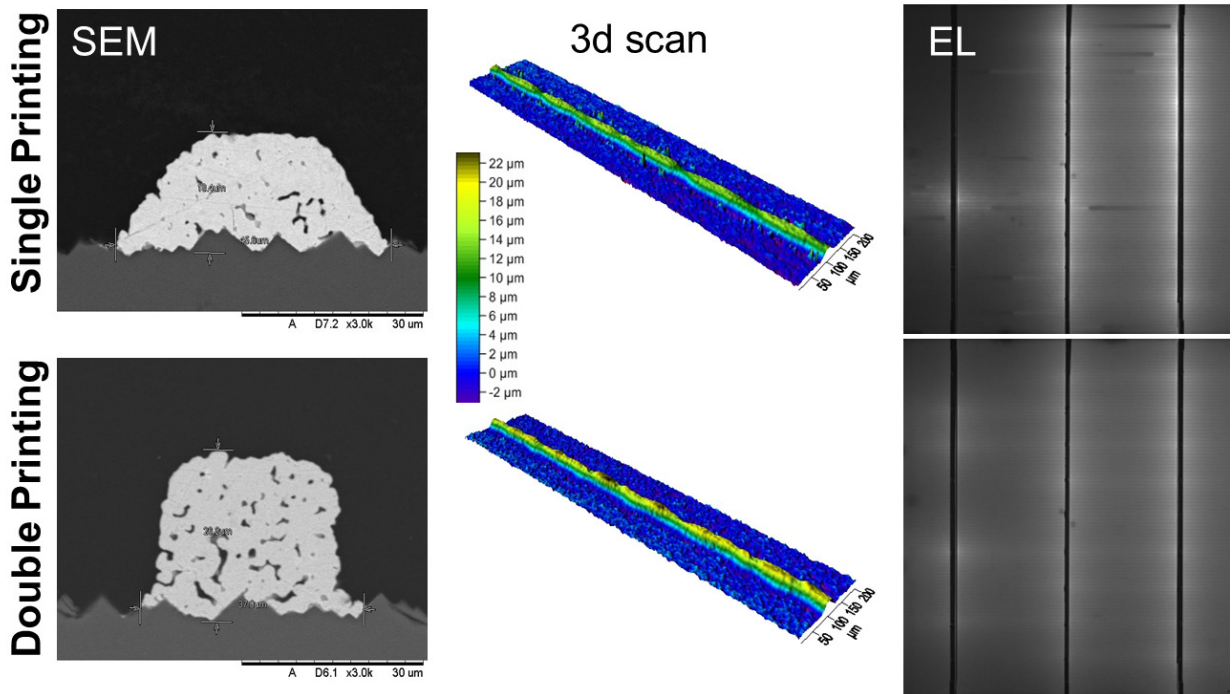 Single Printing
SEM
A D7.2 x3.0k 30 um
3d scan
22 µm
20 µm
18 µm
16 µm
14 µm
12 µm
10 µm
8 µm
6 µm
4 µm
2 µm
0 µm
-2 µm
50 100 150 200
µm
EL
Double Printing
A D6.1 x3.0k 30 um
50 100 150 200
µm